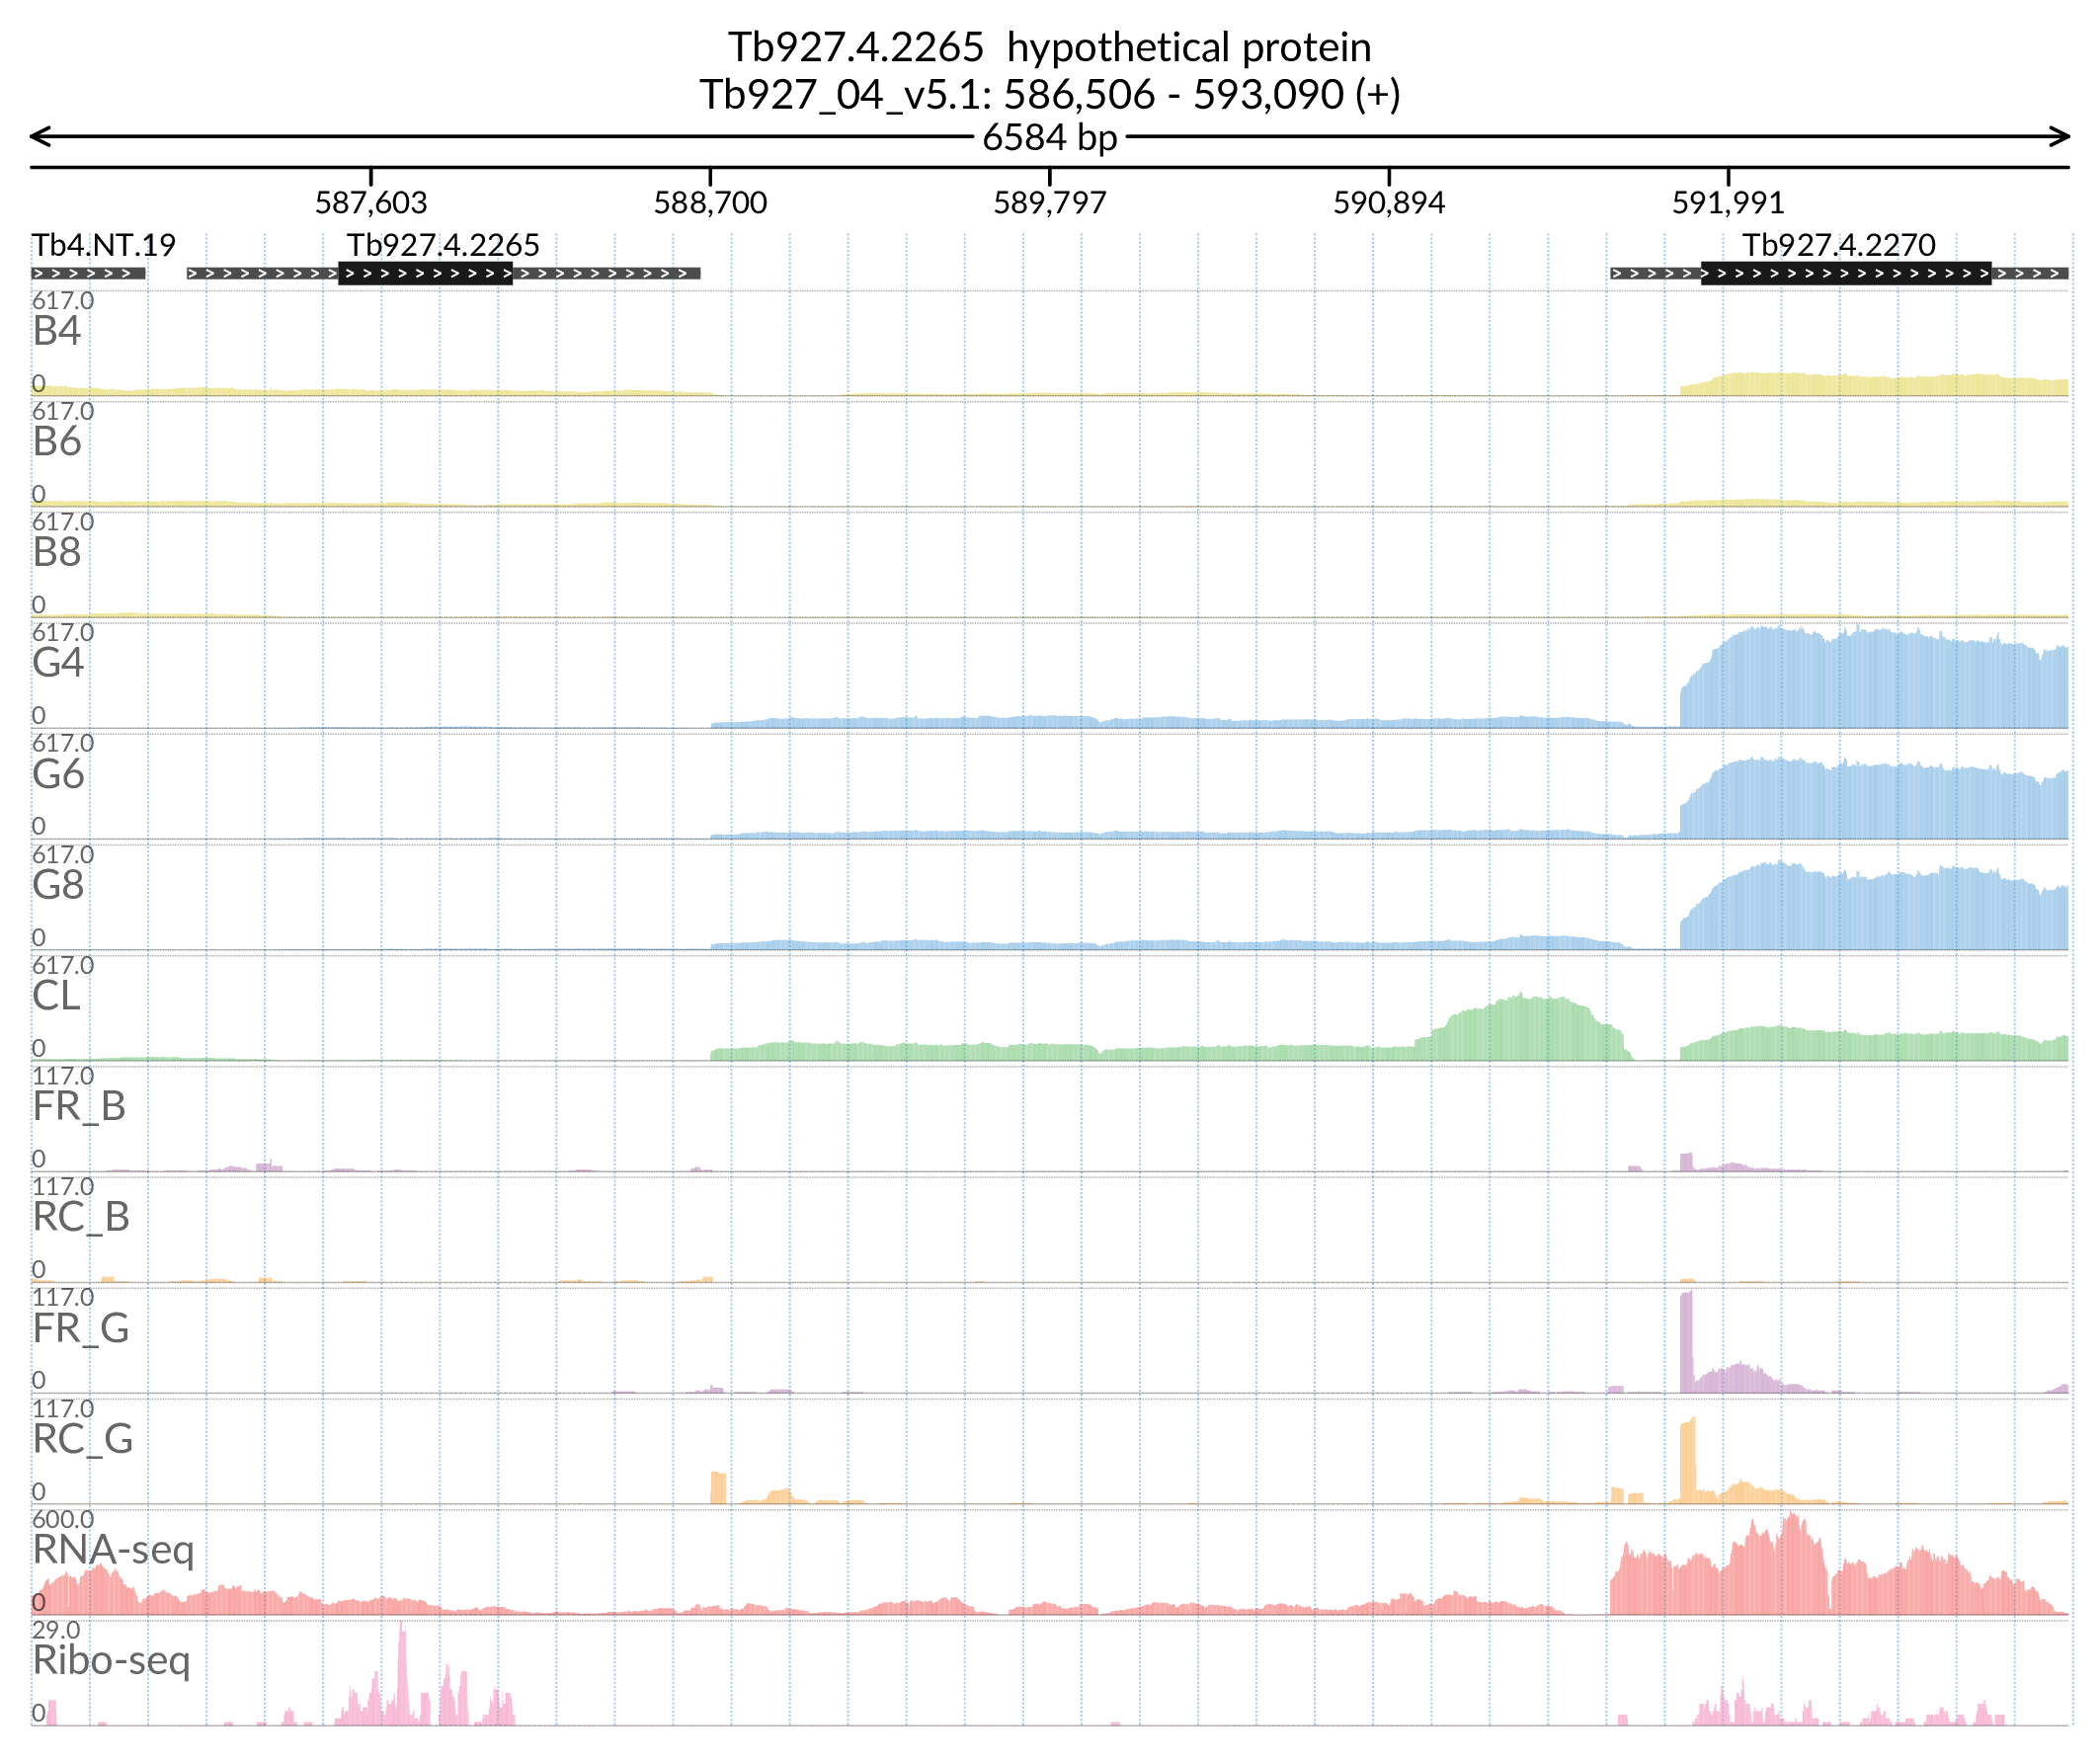 Tb927.4.2265 hypothetical protein
Tb927_04_v5.1: 586,506 - 593,090 (+)
6584 bp
587,603 588,700 589,797 590,894 591,991
Tb4.NT.19 Tb927.4.2265 Tb927.4.2270
617.0
B4
0
617.0
B6
0
617.0
B8
0
617.0
G4
0
617.0
G6
0
617.0
G8
0
617.0
CL
0
117.0
FR_B
0
117.0
RC_B
0
117.0
FR_G
0
117.0
RC_G
0
600.0
RNA-seq
0
29.0
Ribo-seq
0